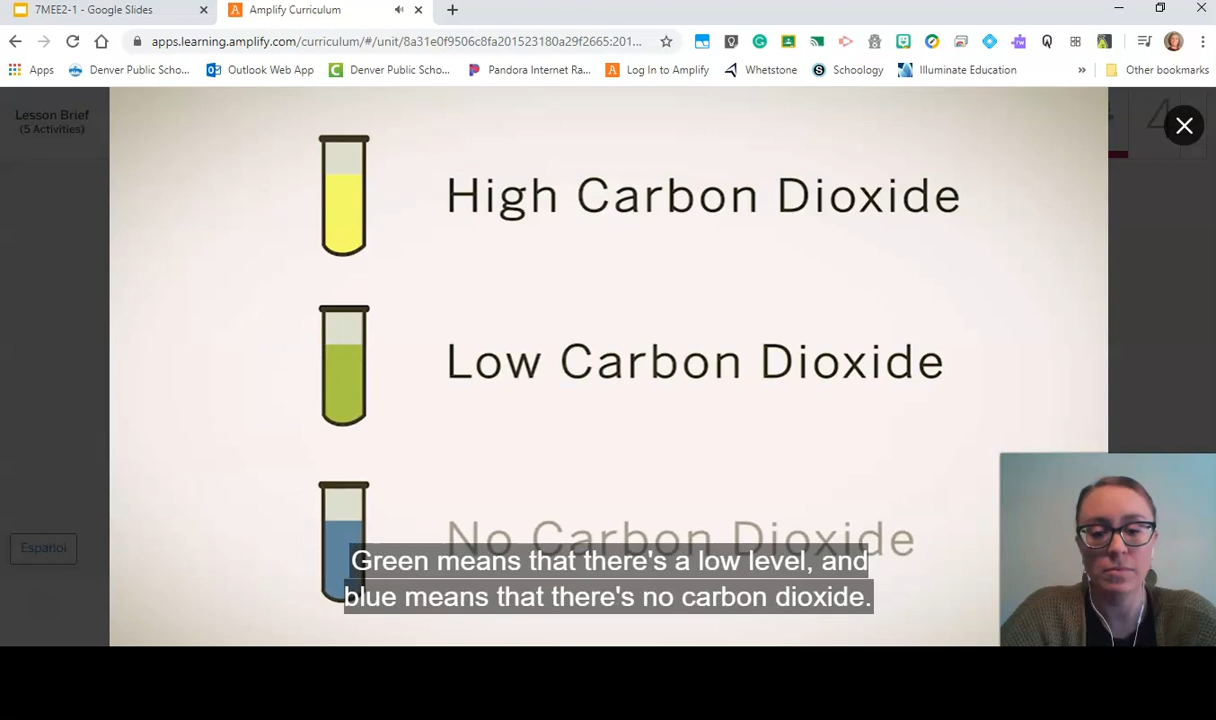 7MEE2-1 - Google Slides
Amplify Curriculum
apps.learning.amplify.com/curriculum/#/unit/8a31e0f9506c8fa201523180a29f2665:201...
Apps
Denver Public Scho...
Outlook Web App
Denver Public Scho...
Pandora Internet Ra...
Log In to Amplify
Whetstone
Schoology
Illuminate Education
»
Other bookmarks
Lesson Brief
(5 Activities)
4
High Carbon Dioxide
Low Carbon Dioxide
No Carbon Dioxide
Green means that there's a low level, and
blue means that there's no carbon dioxide.
Español